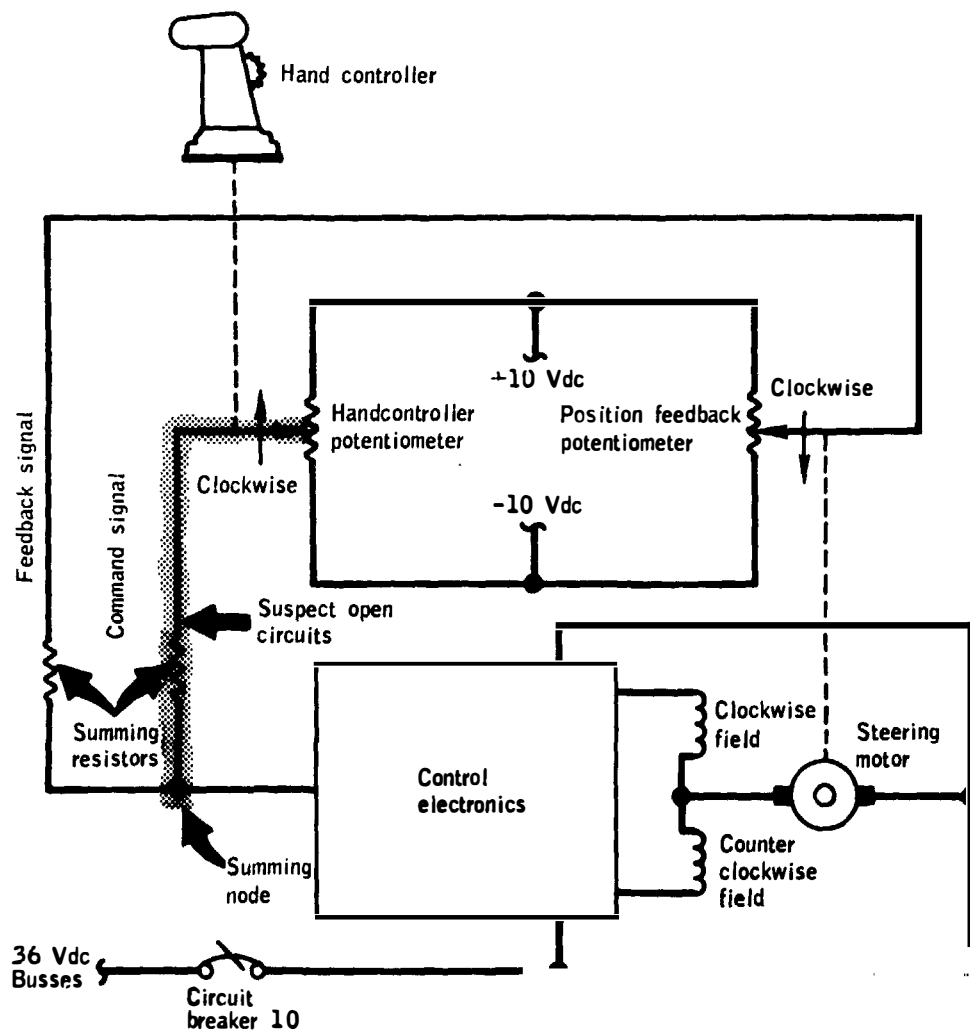 Hand controller
+10 Vdc
Clockwise
Handcontroller
potentiometer
Position feedback
potentiometer
Clockwise
-10 Vdc
Feedback signal
Command signal
Suspect open
circuits
Summing
resistors
Clockwise
field
Steering
motor
Control
electronics
Counter
clockwise
field
Summing
node
36 Vdc
Busses
Circuit
breaker 10